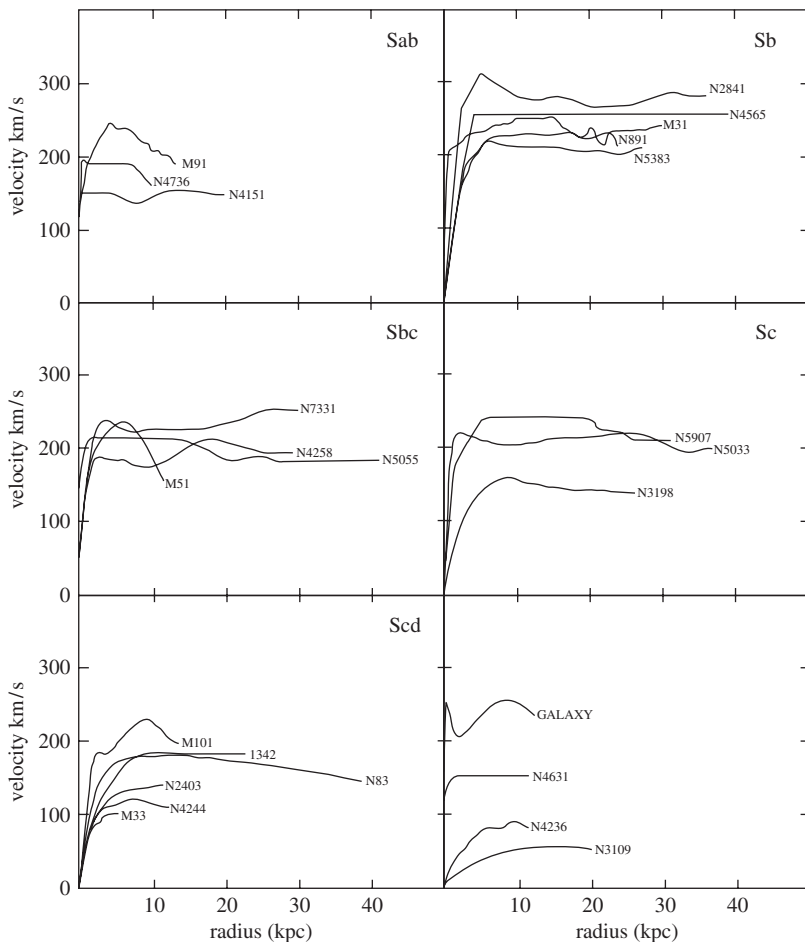 Sab
300
200
100
0
velocity km/s
M91
N4736
N4151
Sb
N2841
N4565
M31
N891
N5383
Sbc
300
200
100
0
velocity km/s
N7331
N4258
N5055
M51
Sc
N5907
N5033
N3198
Scd
300
200
100
0
velocity km/s
M101
1342
N83
N2403
N4244
M33
10 20 30 40
radius (kpc)
GALAXY
N4631
N4236
N3109
10 20 30 40
radius (kpc)